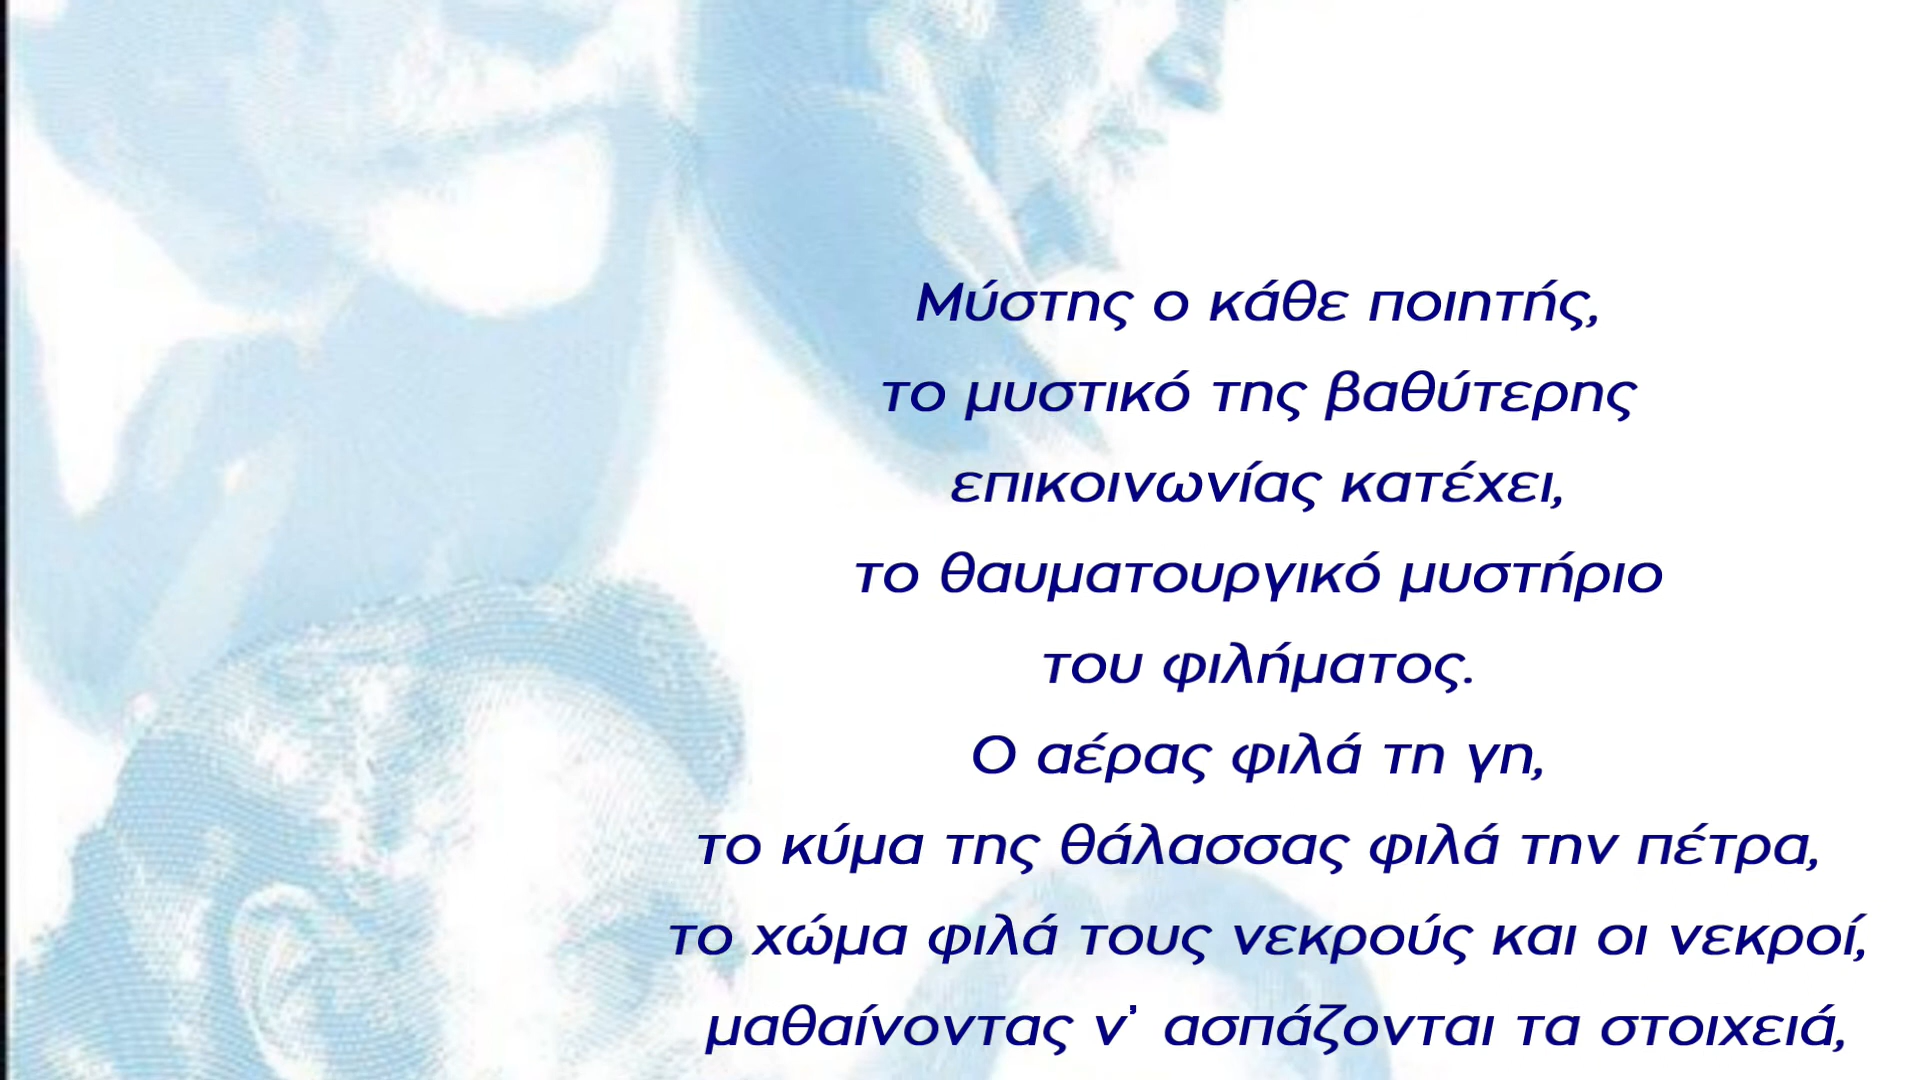 Μύστης ο κάθε ποιητής,
το μυστικό της βαθύτερης
επικοινωνίας κατέχει,
το θαυματουργικό μυστήριο
του φιλήματος.
Ο αέρας φιλά τη γη,
το κύμα της θάλασσας φιλά την πέτρα,
το χώμα φιλά τους νεκρούς και οι νεκροί,
μαθαίνοντας ν’ ασπάζονται τα στοιχειά,